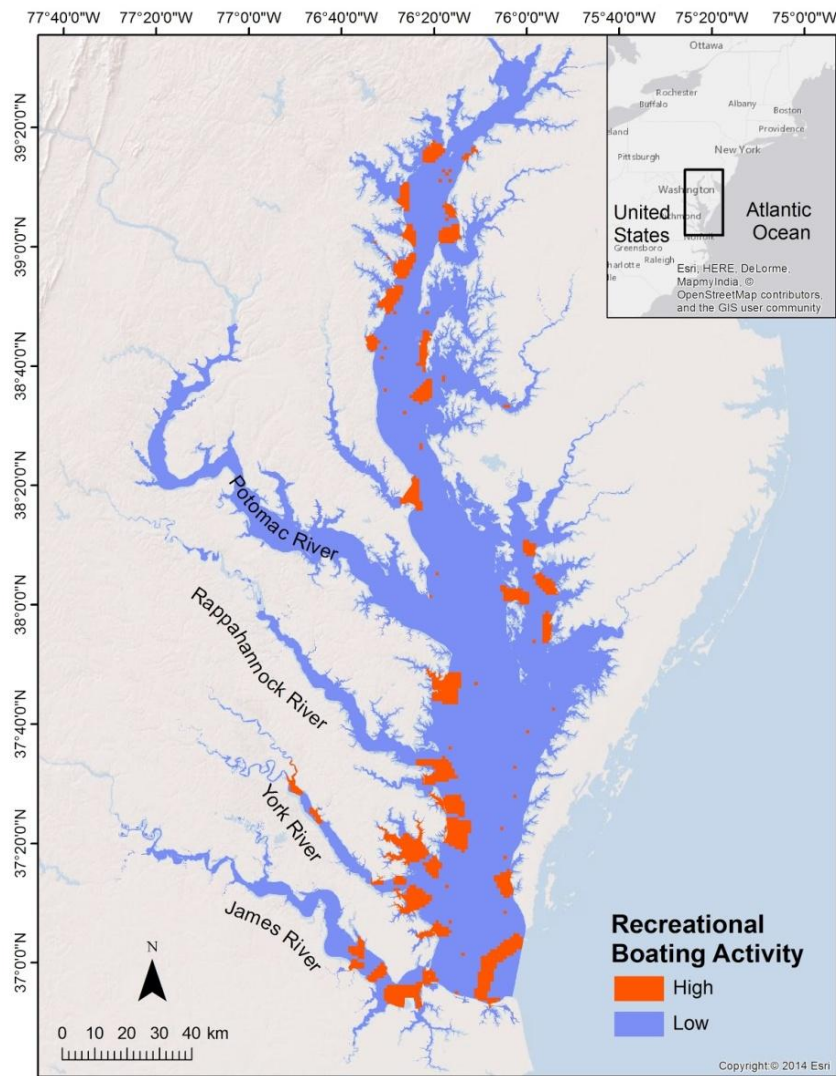 77°40'0"W 77°20'0"W 77°0'0"W 76°40'0"W 76°20'0"W 76°0'0"W 75°40'0"W 75°20'0"W 75°0'0"W
Ottawa
Rochester
Buffalo
Albany
Boston
Providence
New York
eland
Pittsburgh
Washington
United
States
Richmond
Norfolk
Atlantic
Ocean
Greensboro
Raleigh
harlotte
Esri, HERE, DeLorme,
MapmyIndia, ©
OpenStreetMap contributors,
and the GIS user community
39°20'0"N
39°0'0"N
38°40'0"N
38°20'0"N
38°0'0"N
37°40'0"N
37°20'0"N
37°0'0"N
Potomac River
Rappahannock River
York River
James River
N
0 10 20 30 40 km
Recreational
Boating Activity
High
Low
Copyright:© 2014 Esri